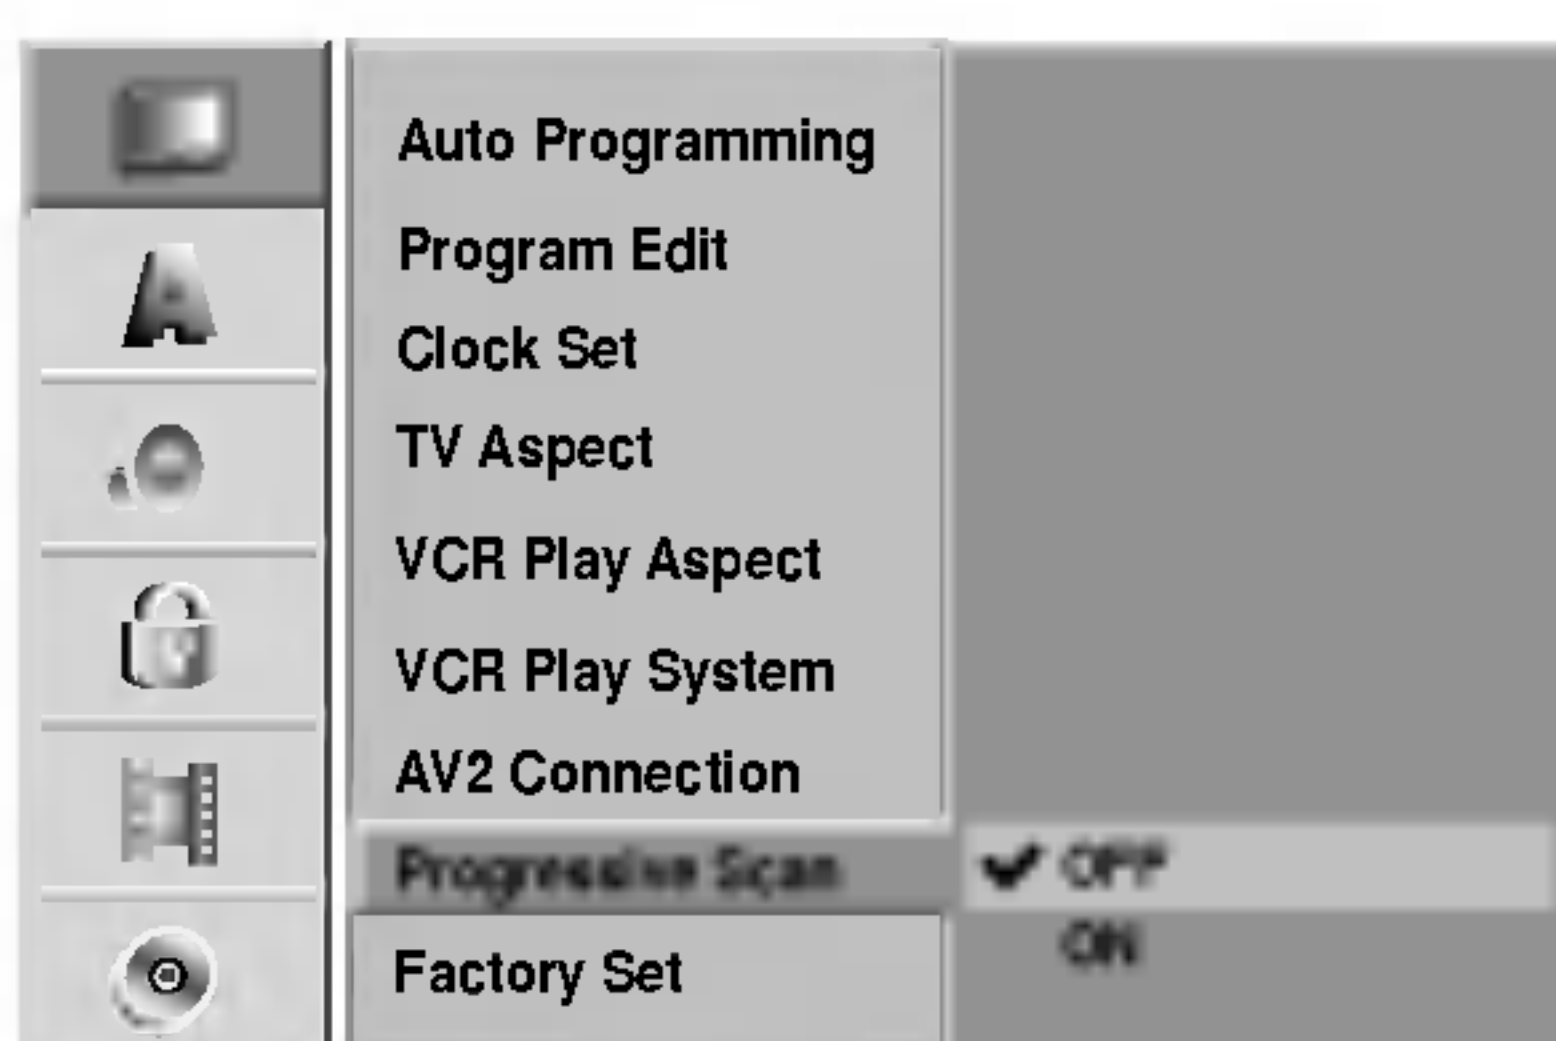 Auto Programming
Program Edit
Clock Set
TV Aspect
VCR Play Aspect
VCR Play System
AV2 Connection
Progressive Scan
OFF
ON
Factory Set